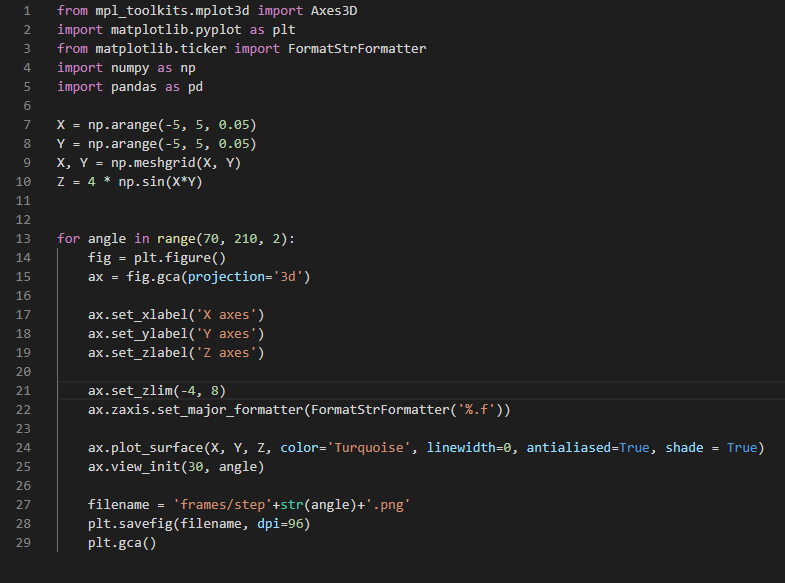 1 from mpl_toolkits.mplot3d import Axes3D
2 import matplotlib.pyplot as plt
3 from matplotlib.ticker import FormatStrFormatter
4 import numpy as np
5 import pandas as pd
6
7 X = np.arange(-5, 5, 0.05)
8 Y = np.arange(-5, 5, 0.05)
9 X, Y = np.meshgrid(X, Y)
10 Z = 4 * np.sin(X*Y)
11
12
13 for angle in range(70, 210, 2):
14     fig = plt.figure()
15     ax = fig.gca(projection='3d')
16
17     ax.set_xlabel('X axes')
18     ax.set_ylabel('Y axes')
19     ax.set_zlabel('Z axes')
20
21     ax.set_zlim(-4, 8)
22     ax.zaxis.set_major_formatter(FormatStrFormatter('%.f'))
23
24     ax.plot_surface(X, Y, Z, color='Turquoise', linewidth=0, antialiased=True, shade = True)
25     ax.view_init(30, angle)
26
27     filename = 'frames/step'+str(angle)+'.png'
28     plt.savefig(filename, dpi=96)
29     plt.gca()